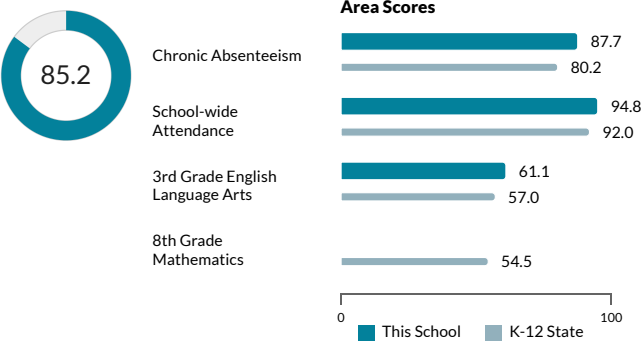 Area Scores
85.2
Chronic Absenteeism
87.7
80.2
School-wide
Attendance
94.8
92.0
3rd Grade English
Language Arts
61.1
57.0
8th Grade
Mathematics
54.5
0
100
This School
K-12 State